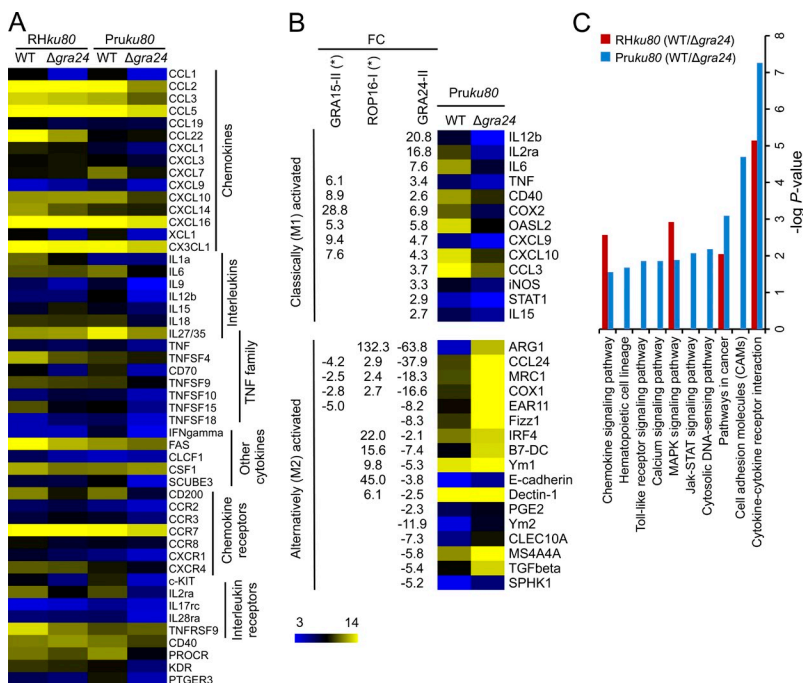 A
RHku80 Pruku80
WT Δgra24 WT Δgra24
CCL1
CCL2
CCL3
CCL5
CCL19
CCL22
CXCL1
CXCL3
CXCL7
CXCL9
CXCL10
CXCL14
CXCL16
XCL1
CX3CL1
Chemokines
IL1a
IL6
IL9
IL12b
IL15
IL18
IL27/35
Interleukins
TNF
TNFSF4
CD70
TNFSF9
TNFSF10
TNFSF15
TNFSF18
TNF family
IFNgamma
FAS
CLCF1
CSF1
SCUBE3
Other cytokines
CD200
CCR2
CCR3
CCR7
CCR8
CXCR1
CXCR4
Chemokine receptors
c-KIT
IL2ra
IL17rc
IL28ra
TNFRSF9
Interleukin receptors
CD40
PROCR
KDR
PTGER3
B
FC
GRA15-II (*)
ROP16-I (*)
GRA24-II
Pruku80
WT Δgra24
Classically (M1) activated
20.8 IL12b
16.8 IL2ra
7.6 IL6
6.1 3.4 TNF
8.9 2.6 CD40
28.8 6.9 COX2
5.3 5.8 OASL2
9.4 4.7 CXCL9
7.6 4.3 CXCL10
3.7 CCL3
3.3 iNOS
2.9 STAT1
2.7 IL15
Alternatively (M2) activated
132.3 -63.8 ARG1
-4.2 2.9 -37.9 CCL24
-2.5 2.4 -18.3 MRC1
-2.8 2.7 -16.6 COX1
-5.0 -8.2 EAR11
-8.3 Fizz1
22.0 -2.1 IRF4
15.6 -7.4 B7-DC
9.8 -5.3 Ym1
45.0 -3.8 E-cadherin
6.1 -2.5 Dectin-1
-2.3 PGE2
-11.9 Ym2
-7.3 CLEC10A
-5.8 MS4A4A
-5.4 TGFbeta
-5.2 SPHK1
3 14
C
RHku80 (WT/Δgra24)
Pruku80 (WT/Δgra24)
8
7
6
5
4
3
2
1
0
-log P-value
Chemokine signaling pathway
Hematopoietic cell lineage
Toll-like receptor signaling pathway
Calcium signaling pathway
MAPK signaling pathway
Jak-STAT signaling pathway
Cytosolic DNA-sensing pathway
Pathways in cancer
Cell adhesion molecules (CAMs)
Cytokine-cytokine receptor interaction